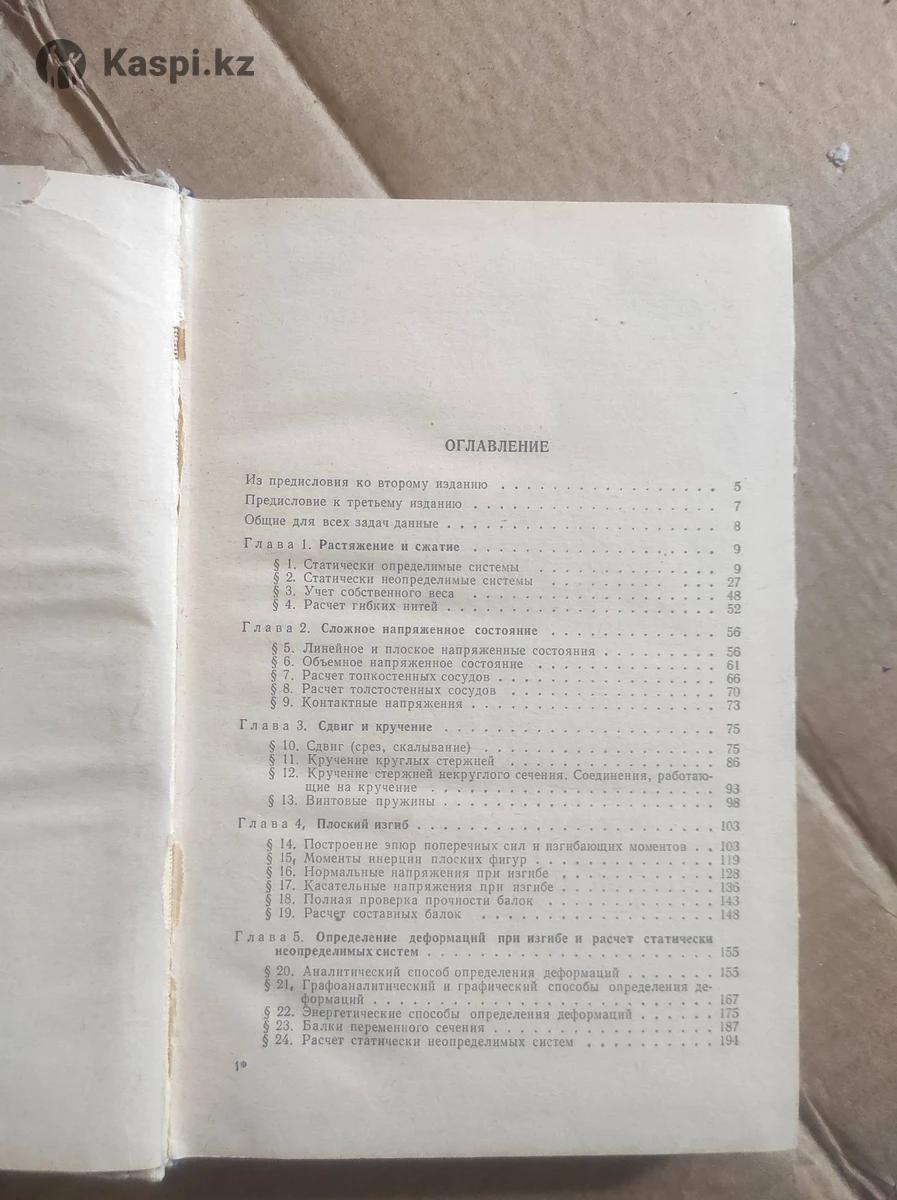 Kaspi.kz
ОГЛАВЛЕНИЕ
Из предисловия ко второму изданию . . . . . . . . . . . . . . . . . 5
Предисловие к третьему изданию . . . . . . . . . . . . . . . . . . . 7
Общие для всех задач данные . . . . . . . . . . . . . . . . . . . . . 8
Глава 1. Растяжение и сжатие . . . . . . . . . . . . . . . . . . . 9
§ 1. Статически определимые системы . . . . . . . . . . . . . . 9
§ 2. Статически неопределимые системы . . . . . . . . . . . . . 27
§ 3. Учет собственного веса . . . . . . . . . . . . . . . . . . . 48
§ 4. Расчет гибких нитей . . . . . . . . . . . . . . . . . . . . . 52
Глава 2. Сложное напряженное состояние . . . . . . . . . . . . . 56
§ 5. Линейное и плоское напряженные состояния . . . . . . . . . 56
§ 6. Объемное напряженное состояние . . . . . . . . . . . . . . 61
§ 7. Расчет тонкостенных сосудов . . . . . . . . . . . . . . . . . 66
§ 8. Расчет толстостенных сосудов . . . . . . . . . . . . . . . . 70
§ 9. Контактные напряжения . . . . . . . . . . . . . . . . . . . 73
Глава 3. Сдвиг и кручение . . . . . . . . . . . . . . . . . . . . . 75
§ 10. Сдвиг (срез, скалывание) . . . . . . . . . . . . . . . . . . 75
§ 11. Кручение круглых стержней . . . . . . . . . . . . . . . . . 86
§ 12. Кручение стержней некруглого сечения. Соединения, работаю-
щие на кручение . . . . . . . . . . . . . . . . . . . . . . . 93
§ 13. Винтовые пружины . . . . . . . . . . . . . . . . . . . . . . 98
Глава 4, Плоский изгиб . . . . . . . . . . . . . . . . . . . . . . . 103
§ 14. Построение эпюр поперечных сил и изгибающих моментов . . 103
§ 15, Моменты инерции плоских фигур . . . . . . . . . . . . . . 119
§ 16. Нормальные напряжения при изгибе . . . . . . . . . . . . 128
§ 17. Касательные напряжения при изгибе . . . . . . . . . . . . 136
§ 18. Полная проверка прочности балок . . . . . . . . . . . . . 143
§ 19. Расчет составных балок . . . . . . . . . . . . . . . . . . 148
Глава 5. Определение деформаций при изгибе и расчет статически
неопределимых систем . . . . . . . . . . . . . . . . . . . . . . 155
§ 20. Аналитический способ определения деформаций . . . . . . . 155
§ 21, Графоаналитический и графический способы определения де-
формаций . . . . . . . . . . . . . . . . . . . . . . . . . . 167
§ 22. Энергетические способы определения деформаций . . . . . . 175
§ 23. Балки переменного сечения . . . . . . . . . . . . . . . . . 187
§ 24. Расчет статически неопределимых систем . . . . . . . . . . 194
1*